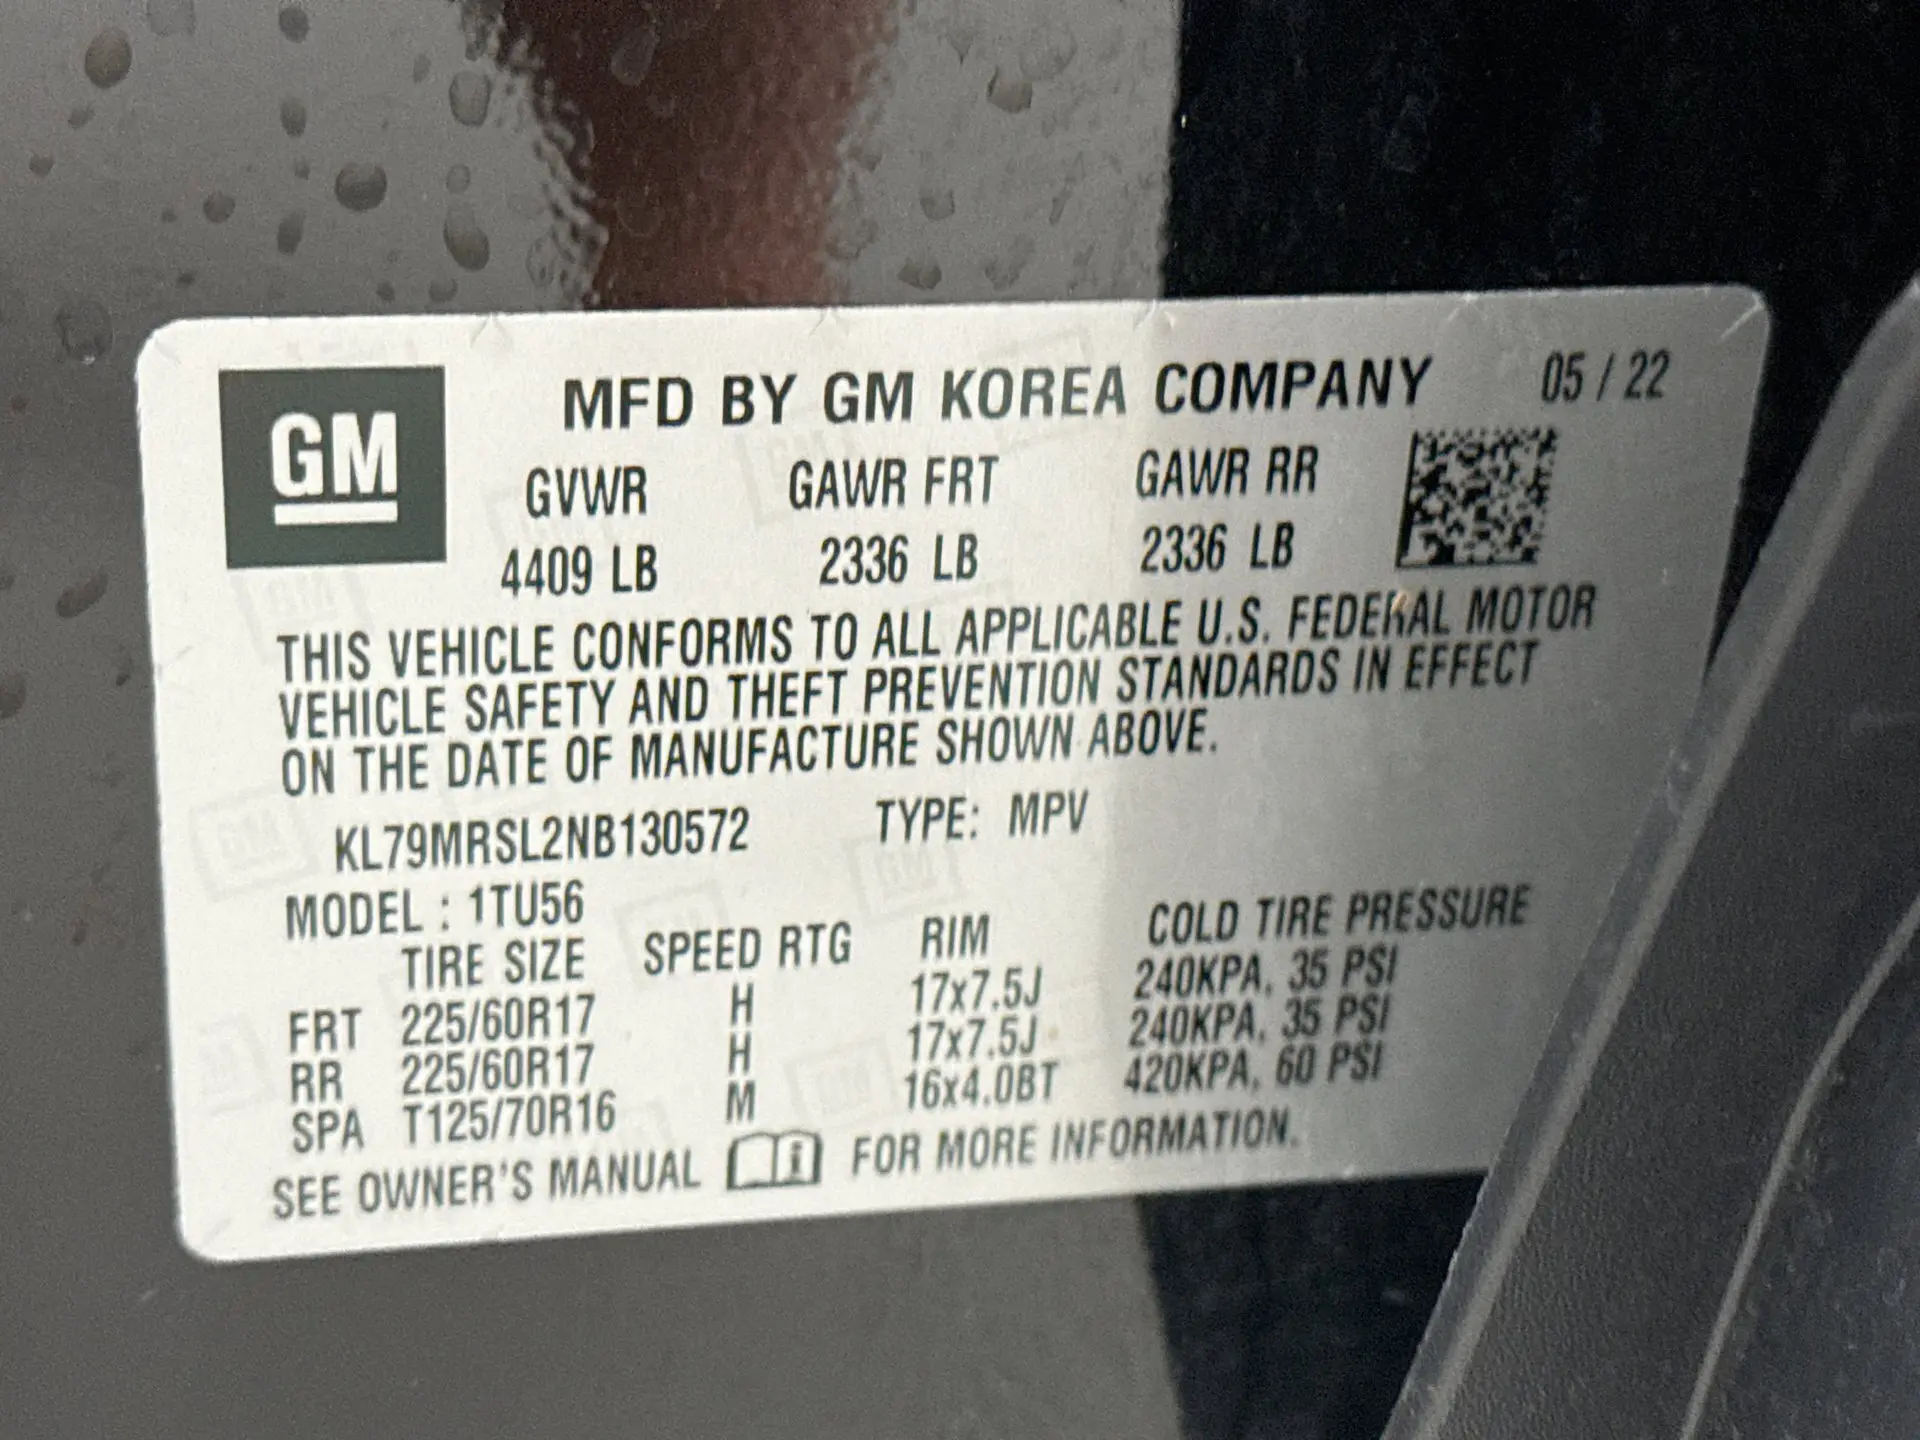 GM
MFD BY GM KOREA COMPANY 05 / 22
GVWR GAWR FRT GAWR RR
4409 LB 2336 LB 2336 LB
THIS VEHICLE CONFORMS TO ALL APPLICABLE U.S. FEDERAL MOTOR
VEHICLE SAFETY AND THEFT PREVENTION STANDARDS IN EFFECT
ON THE DATE OF MANUFACTURE SHOWN ABOVE.
KL79MRSL2NB130572 TYPE: MPV
MODEL : 1TU56
TIRE SIZE SPEED RTG RIM COLD TIRE PRESSURE
FRT 225/60R17 H 17x7.5J 240KPA, 35 PSI
RR 225/60R17 H 17x7.5J 240KPA, 35 PSI
SPA T125/70R16 M 16x4.0BT 420KPA, 60 PSI
SEE OWNER'S MANUAL i FOR MORE INFORMATION.